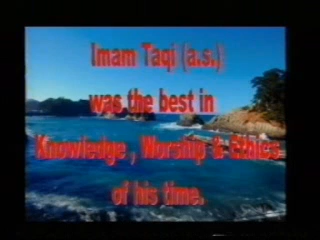 Imam Taqi (a.s.)
was the best in
Knowledge , Worship & Ethics
of his time.